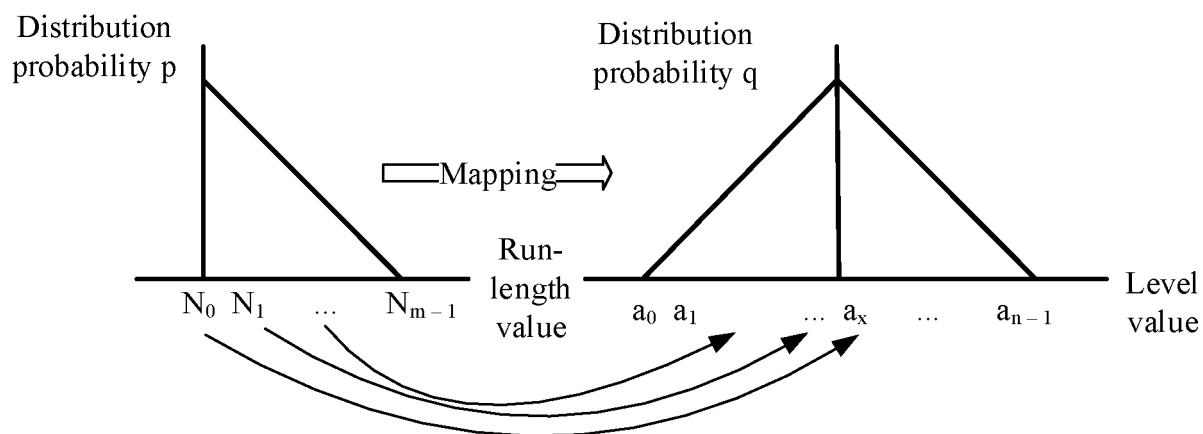 Distribution
probability p
Distribution
probability q
Mapping
Run-
length
value
Level
value
N₀ N₁ ... Nₘ₋₁
a₀ a₁ ... aₓ ... aₙ₋₁